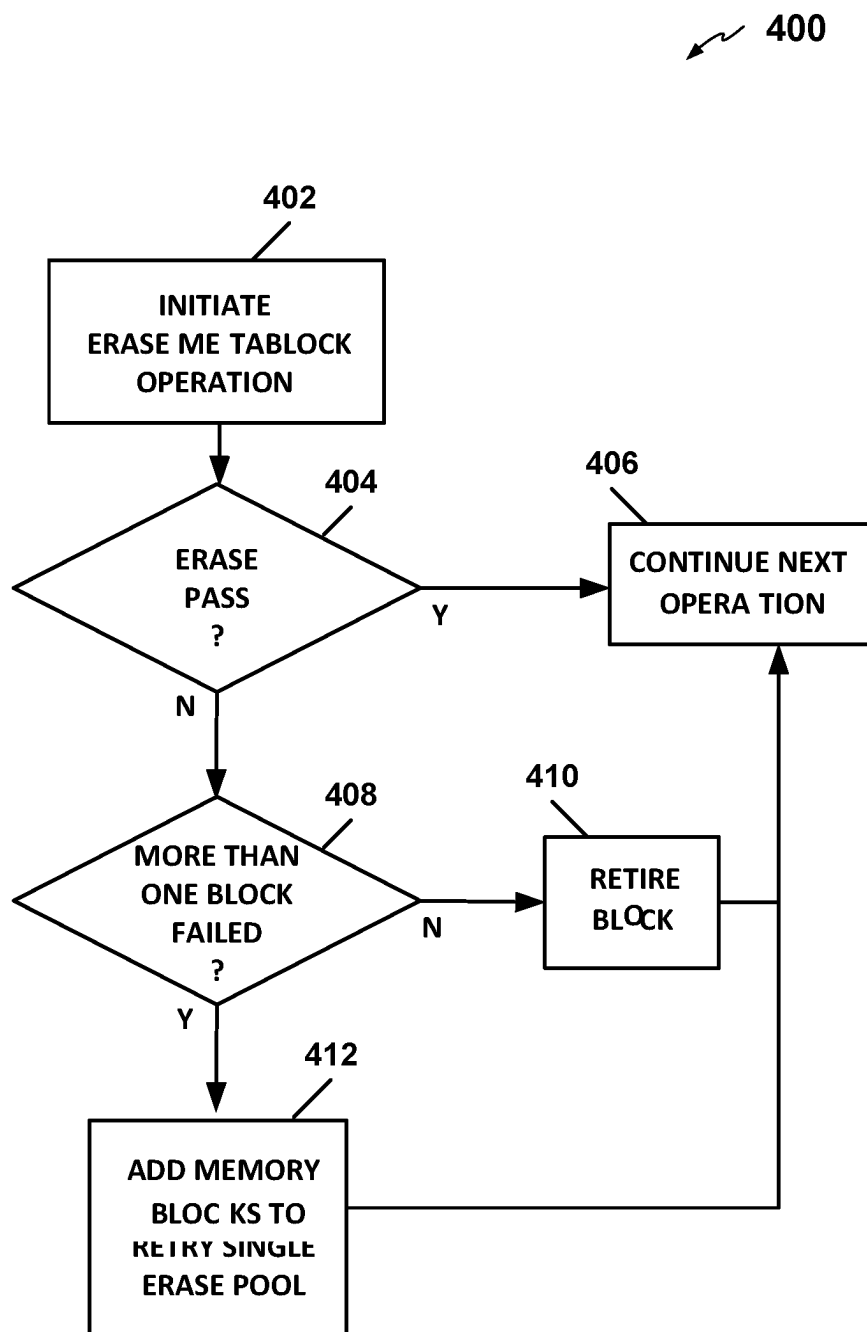 400
402
INITIATE
ERASE ME TABLOCK
OPERATION
404
ERASE
PASS
?
Y
N
406
CONTINUE NEXT
OPERA TION
408
MORE THAN
ONE BLOCK
FAILED
?
N
Y
410
RETIRE
BLOCK
412
ADD MEMORY
BLOC KS TO
RETRY SINGLE
ERASE POOL